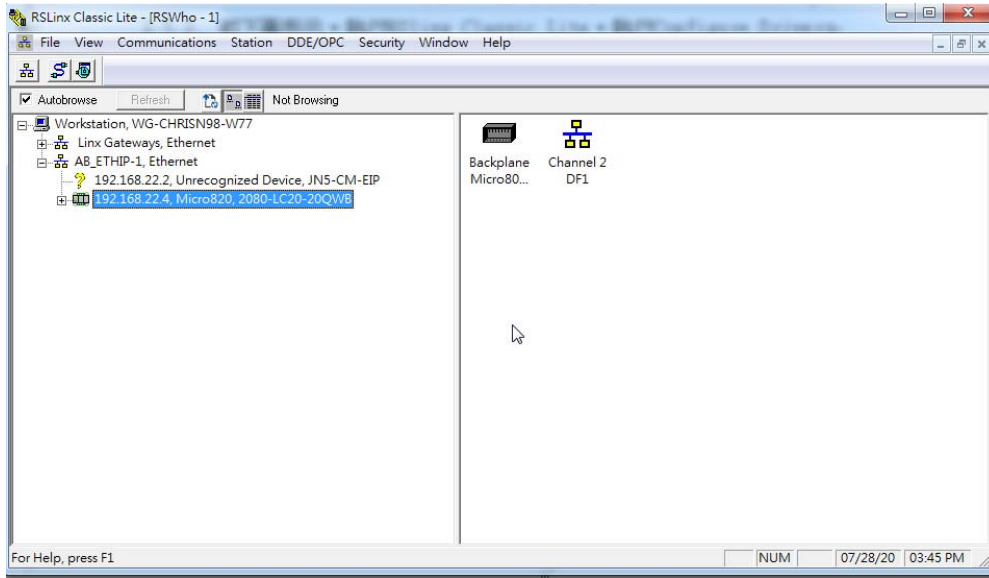 RSLinx Classic Lite - [RSWho - 1]
File View Communications Station DDE/OPC Security Window Help
Autobrowse Refresh Not Browsing
Workstation, WG-CHRISN98-W77
Linx Gateways, Ethernet
AB_ETHIP-1, Ethernet
192.168.22.2, Unrecognized Device, JN5-CM-EIP
192.168.22.4, Micro820, 2080-LC20-20QWB
Backplane
Micro80...
Channel 2
DF1
For Help, press F1
NUM
07/28/20
03:45 PM